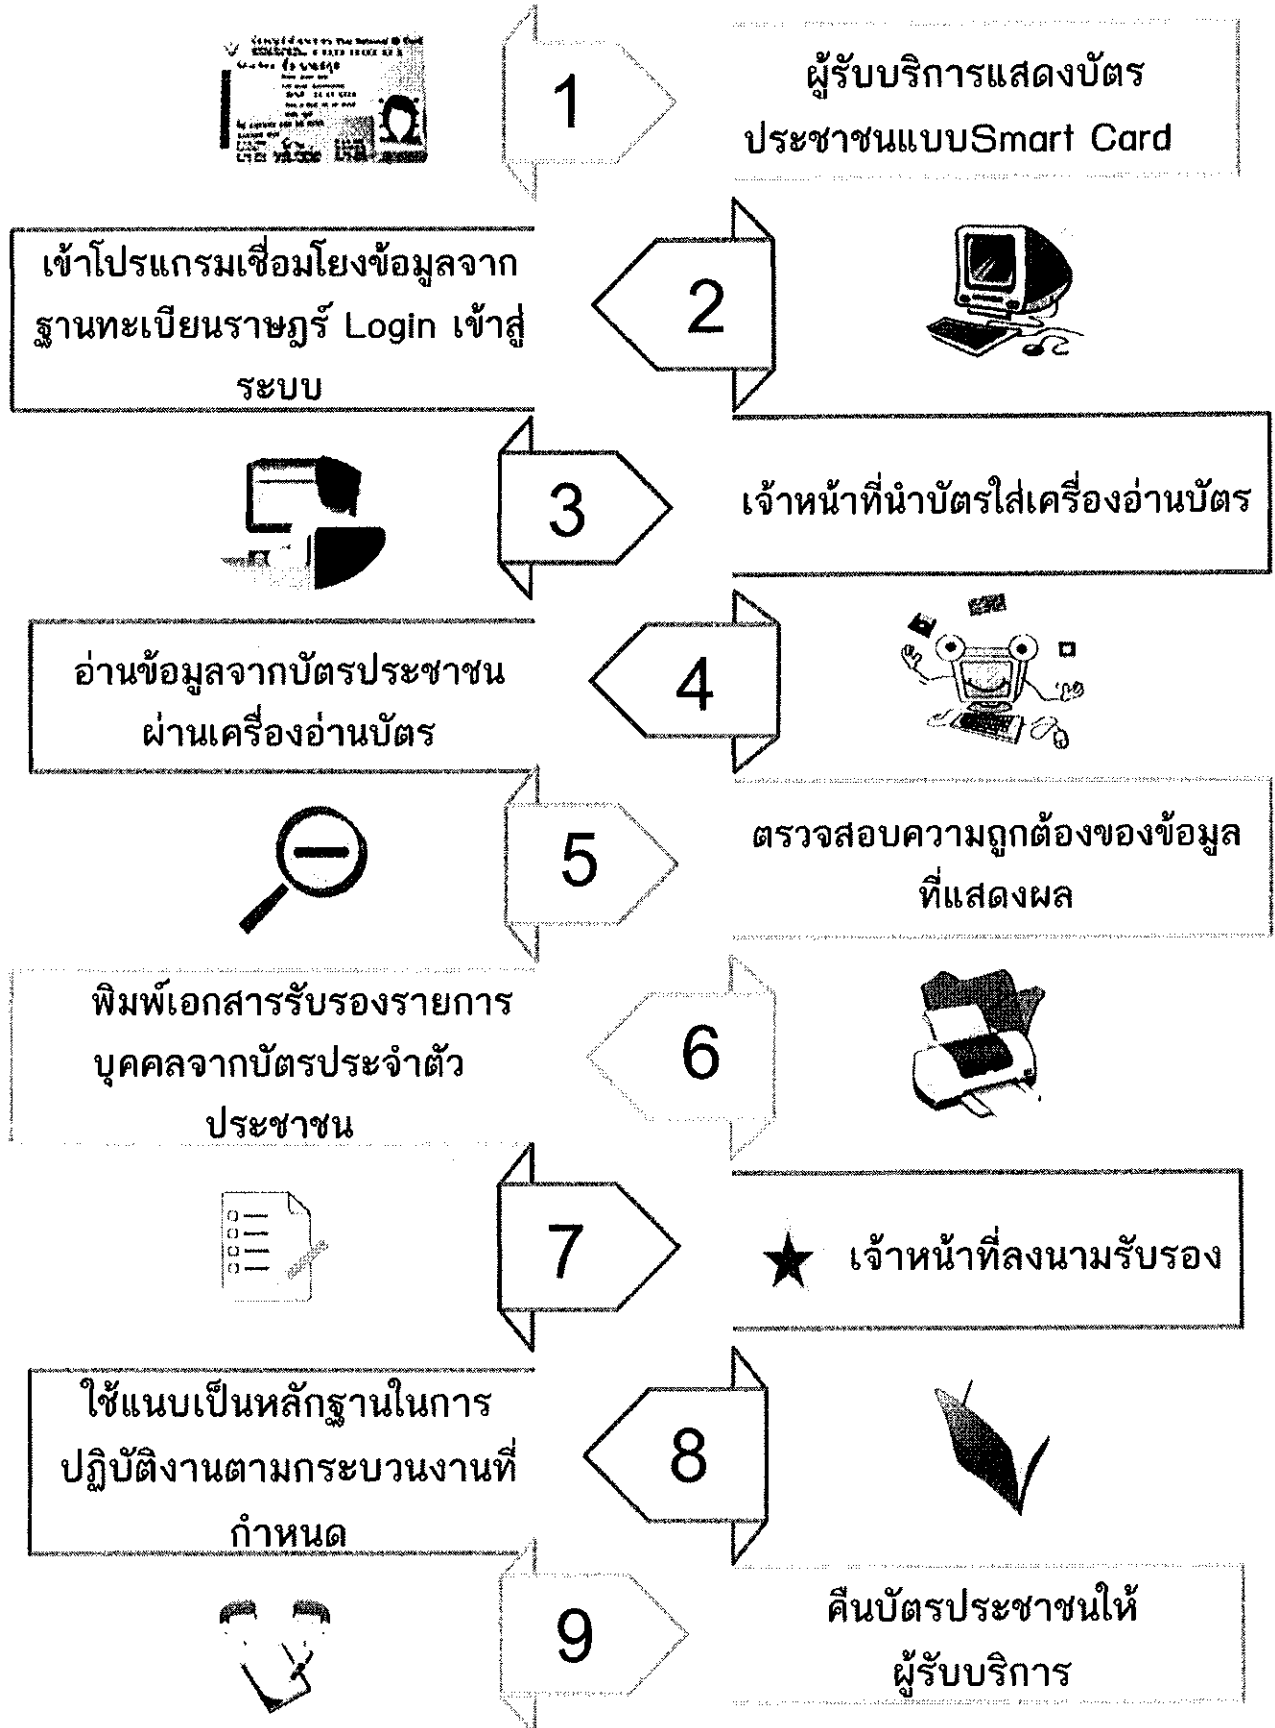 1
ผู้รับบริการแสดงบัตร
ประชาชนแบบSmart Card
เข้าโปรแกรมเชื่อมโยงข้อมูลจาก
ฐานทะเบียนราษฎร์ Login เข้าสู่
ระบบ
2
3
เจ้าหน้าที่นำบัตรใส่เครื่องอ่านบัตร
อ่านข้อมูลจากบัตรประชาชน
ผ่านเครื่องอ่านบัตร
4
5
ตรวจสอบความถูกต้องของข้อมูล
ที่แสดงผล
พิมพ์เอกสารรับรองรายการ
บุคคลจากบัตรประจำตัว
ประชาชน
6
7
เจ้าหน้าที่ลงนามรับรอง
ใช้แนบเป็นหลักฐานในการ
ปฏิบัติงานตามกระบวนงานที่
กำหนด
8
9
คืนบัตรประชาชนให้
ผู้รับบริการ